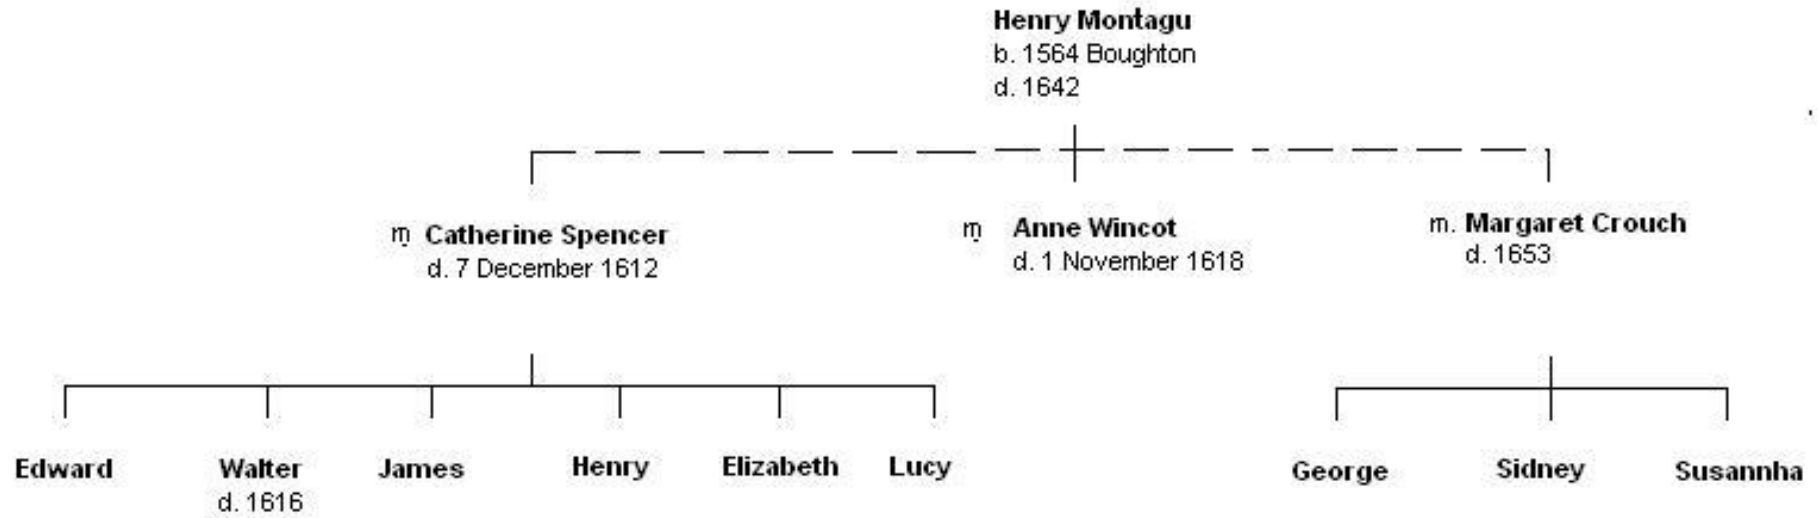 Henry Montagu
b. 1564 Boughton
d. 1642
m. Catherine Spencer
d. 7 December 1612
m. Anne Wincot
d. 1 November 1618
m. Margaret Crouch
d. 1653
Edward
Walter
d. 1616
James
Henry
Elizabeth
Lucy
George
Sidney
Susannha